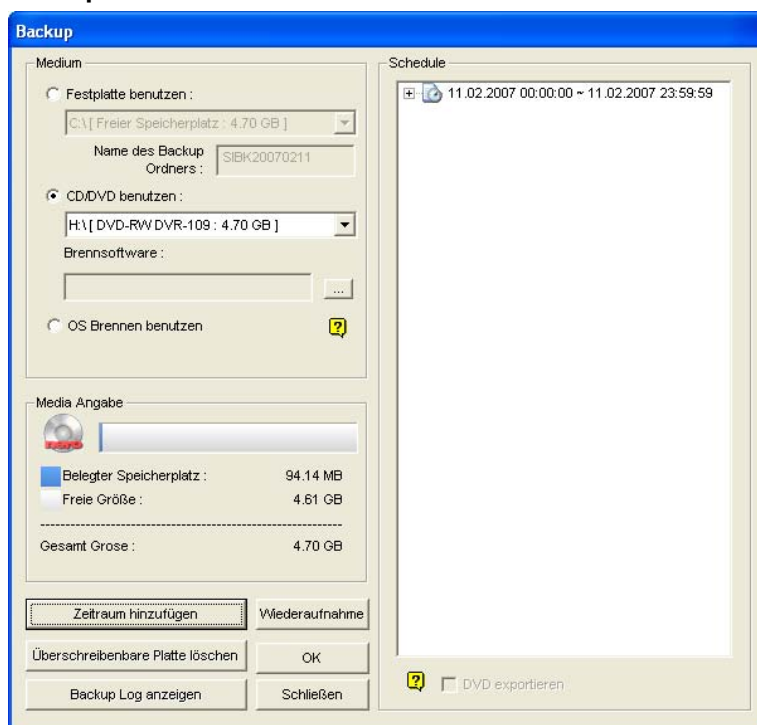 Backup
Medium
Festplatte benutzen :
C:\ [ Freier Speicherplatz : 4.70 GB ]
Name des Backup
Ordners :
SIBK20070211
CD/DVD benutzen :
H:\ [ DVD-RW DVR-109 : 4.70 GB ]
Brennsoftware :
...
OS Brennen benutzen
?
Media Angabe
Belegter Speicherplatz : 94.14 MB
Freie Größe : 4.61 GB
Gesamt Grose : 4.70 GB
Zeitraum hinzufügen
Wiederaufnahme
Überschreibenbare Platte löschen
OK
Backup Log anzeigen
Schließen
Schedule
11.02.2007 00:00:00 ~ 11.02.2007 23:59:59
?
DVD exportieren